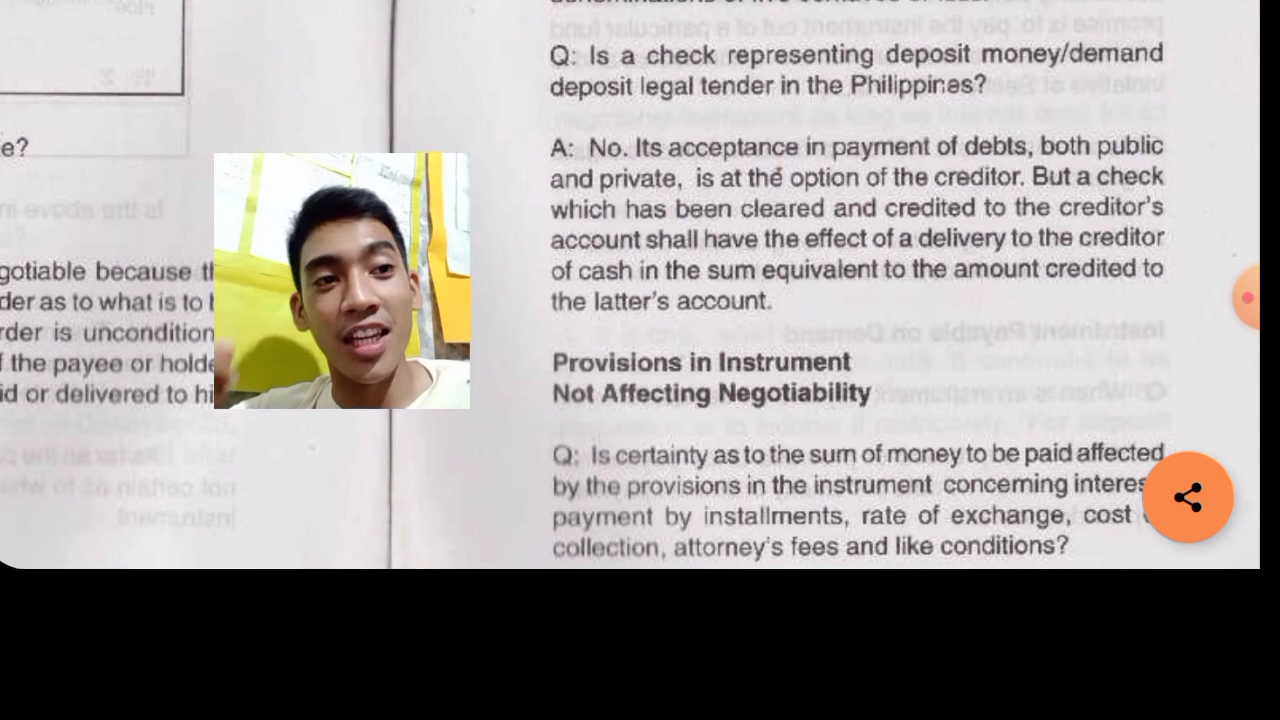 e?
gotiable because th
der as to what is to b
rder is uncondition
f the payee or holde
id or delivered to hi
Q: Is a check representing deposit money/demand
deposit legal tender in the Philippines?
A: No. Its acceptance in payment of debts, both public
and private, is at the option of the creditor. But a check
which has been cleared and credited to the creditor's
account shall have the effect of a delivery to the creditor
of cash in the sum equivalent to the amount credited to
the latter's account.
Provisions in Instrument
Not Affecting Negotiability
Q: Is certainty as to the sum of money to be paid affected
by the provisions in the instrument concerning interes
payment by installments, rate of exchange, cost
collection, attorney's fees and like conditions?